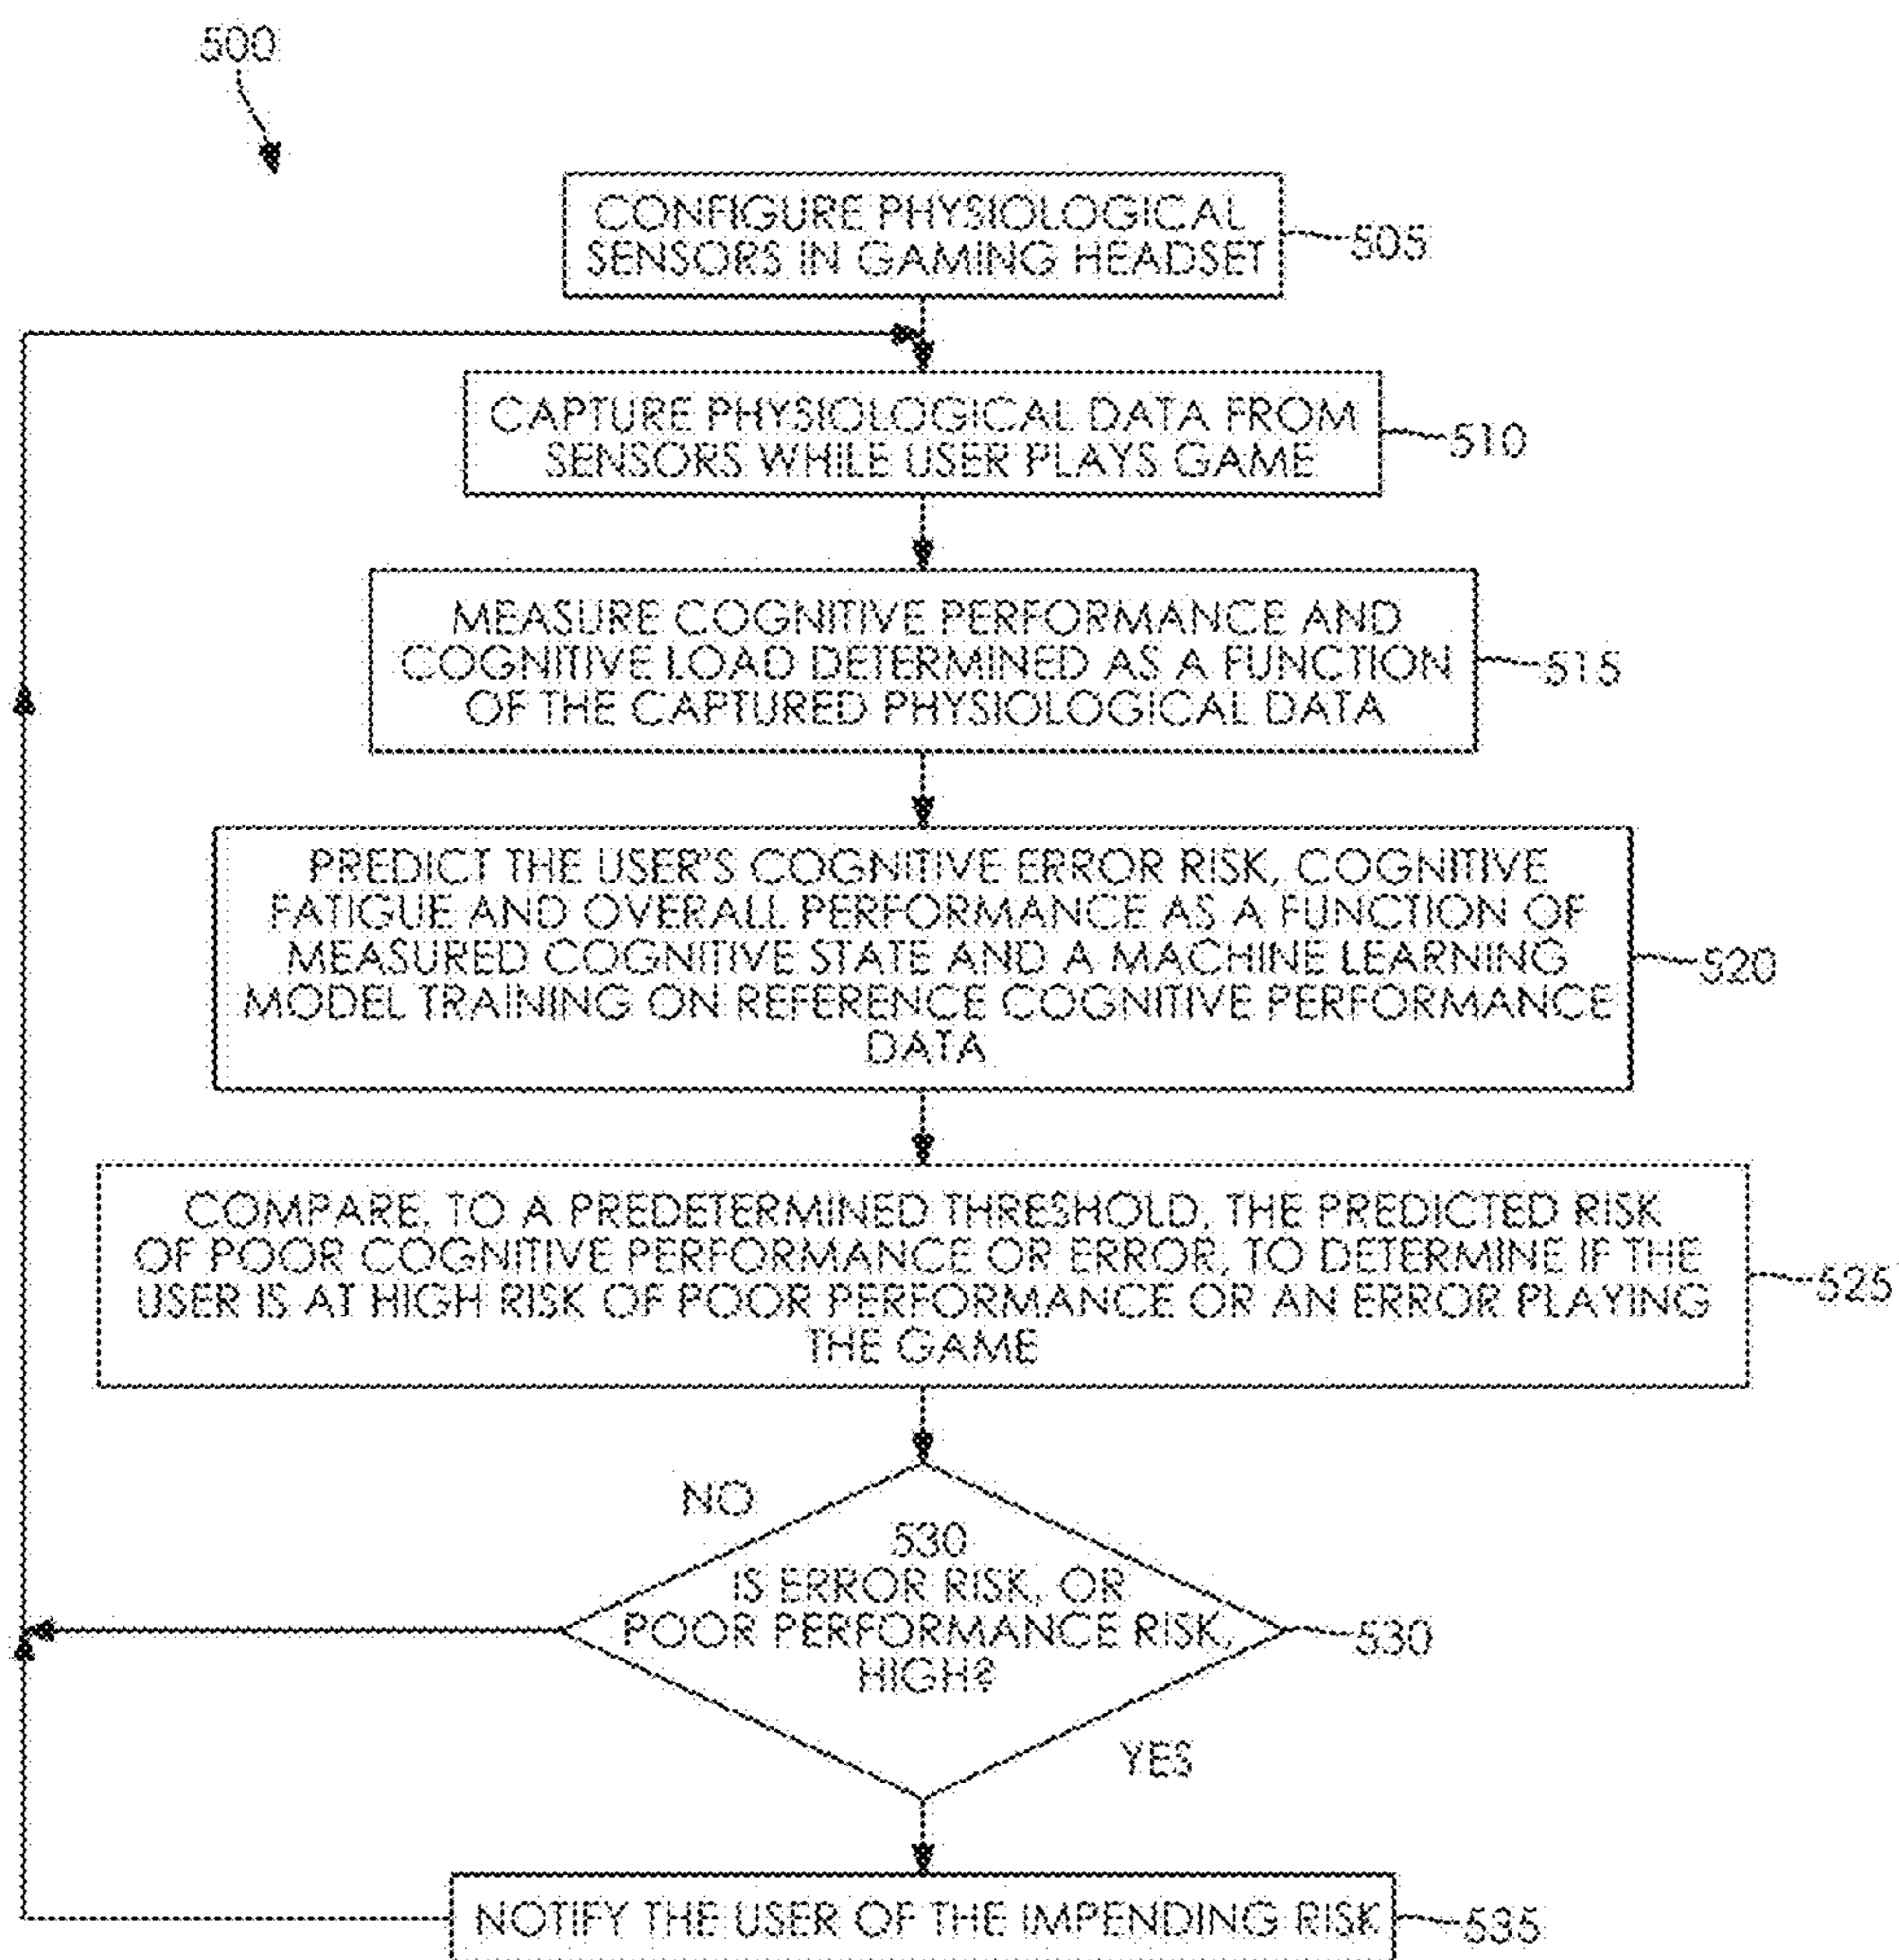 500
CONFIGURE PHYSIOLOGICAL
SENSORS IN GAMING HEADSET
505
CAPTURE PHYSIOLOGICAL DATA FROM
SENSORS WHILE USER PLAYS GAME
510
MEASURE COGNITIVE PERFORMANCE AND
COGNITIVE LOAD DETERMINED AS A FUNCTION
OF THE CAPTURED PHYSIOLOGICAL DATA
515
PREDICT THE USER'S COGNITIVE ERROR RISK, COGNITIVE
FATIGUE AND OVERALL PERFORMANCE AS A FUNCTION OF
MEASURED COGNITIVE STATE AND A MACHINE LEARNING
MODEL TRAINING ON REFERENCE COGNITIVE PERFORMANCE
DATA
520
COMPARE, TO A PREDETERMINED THRESHOLD, THE PREDICTED RISK
OF POOR COGNITIVE PERFORMANCE OR ERROR, TO DETERMINE IF THE
USER IS AT HIGH RISK OF POOR PERFORMANCE OR AN ERROR PLAYING
THE GAME
525
NO
530
IS ERROR RISK, OR
POOR PERFORMANCE RISK,
HIGH?
530
YES
NOTIFY THE USER OF THE IMPENDING RISK
535